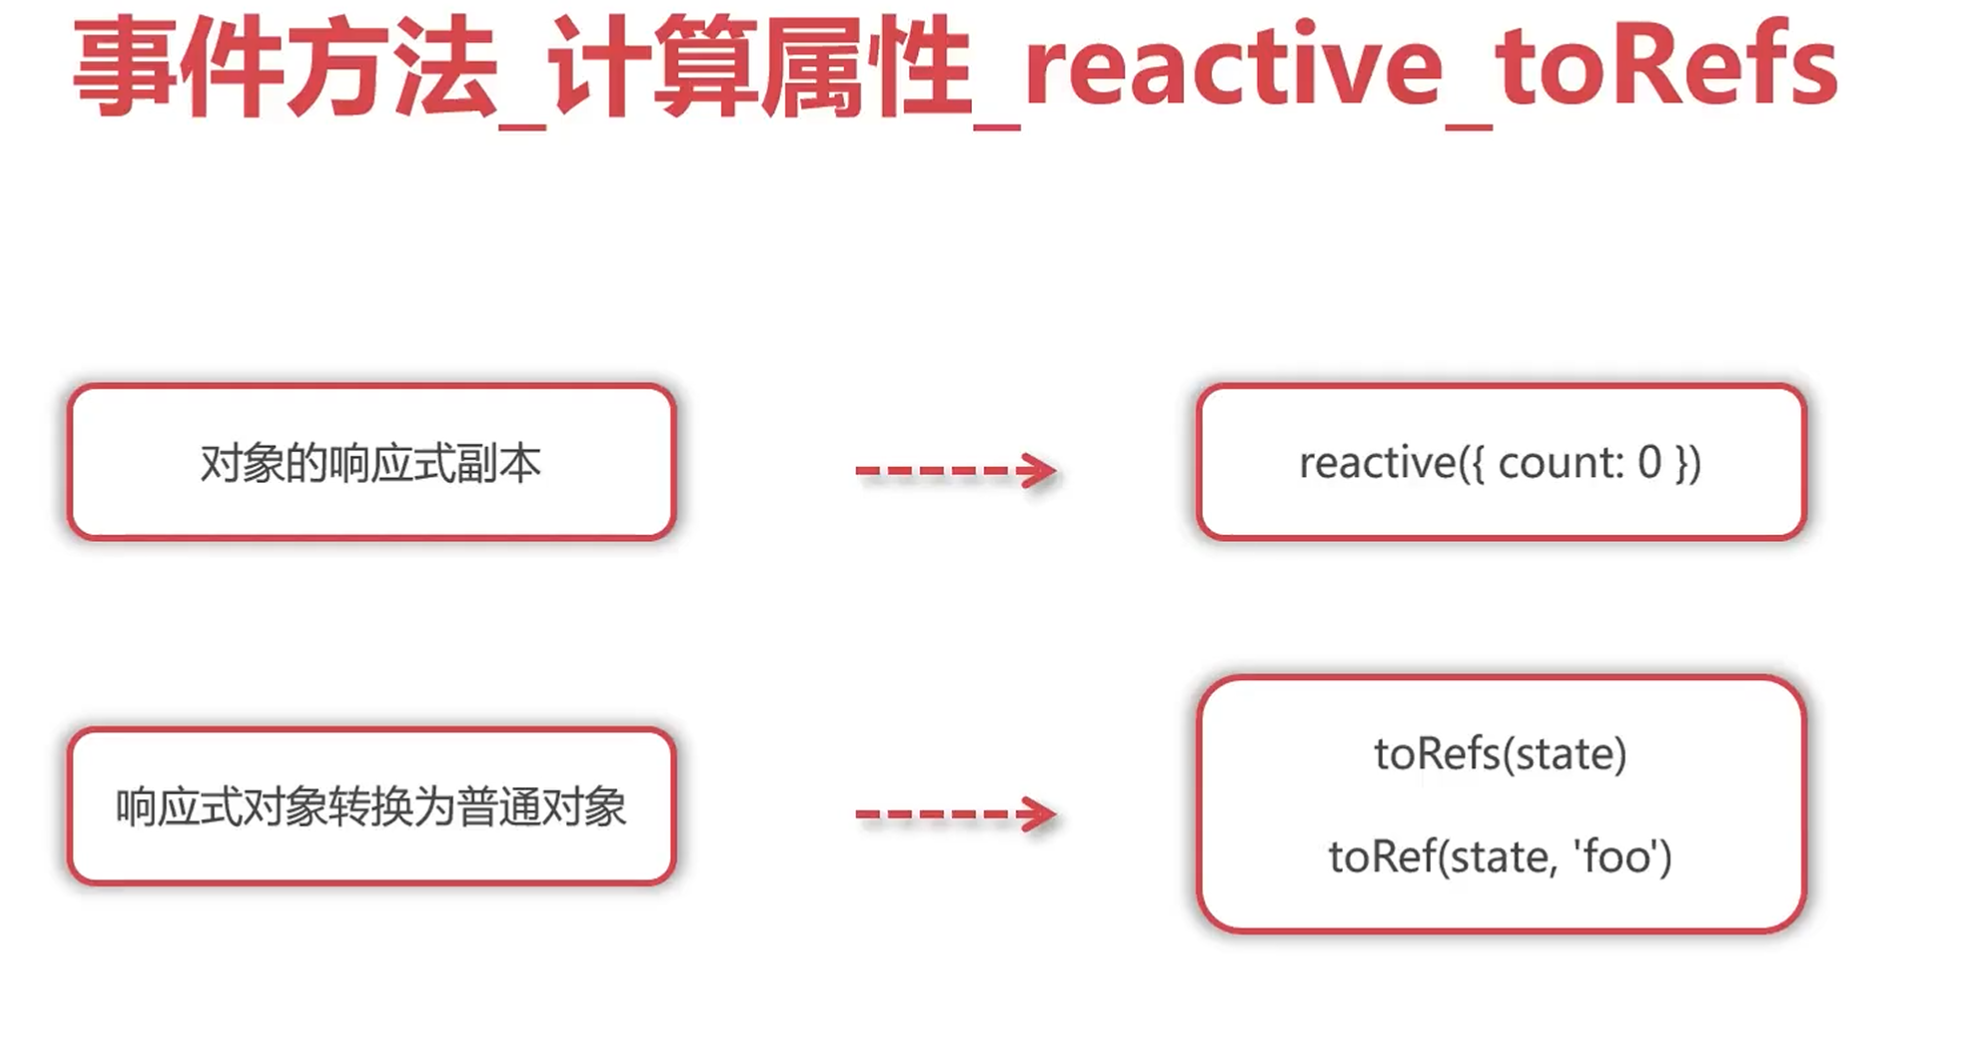 事件方法_计算属性_reactive_toRefs
对象的响应式副本
reactive({ count: 0 })
响应式对象转换为普通对象
toRefs(state)
toRef(state, 'foo')